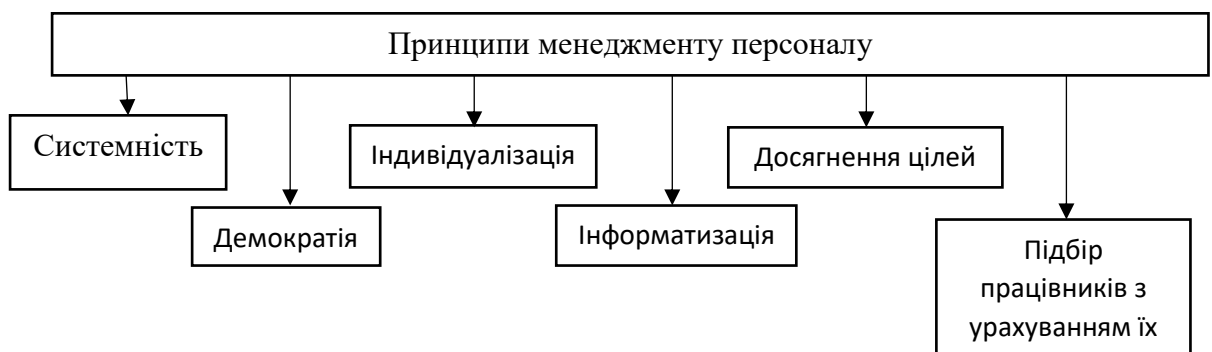 Принципи менеджменту персоналу
Системність
Індивідуалізація
Досягнення цілей
Демократія
Інформатизація
Підбір
працівників з
урахуванням їх